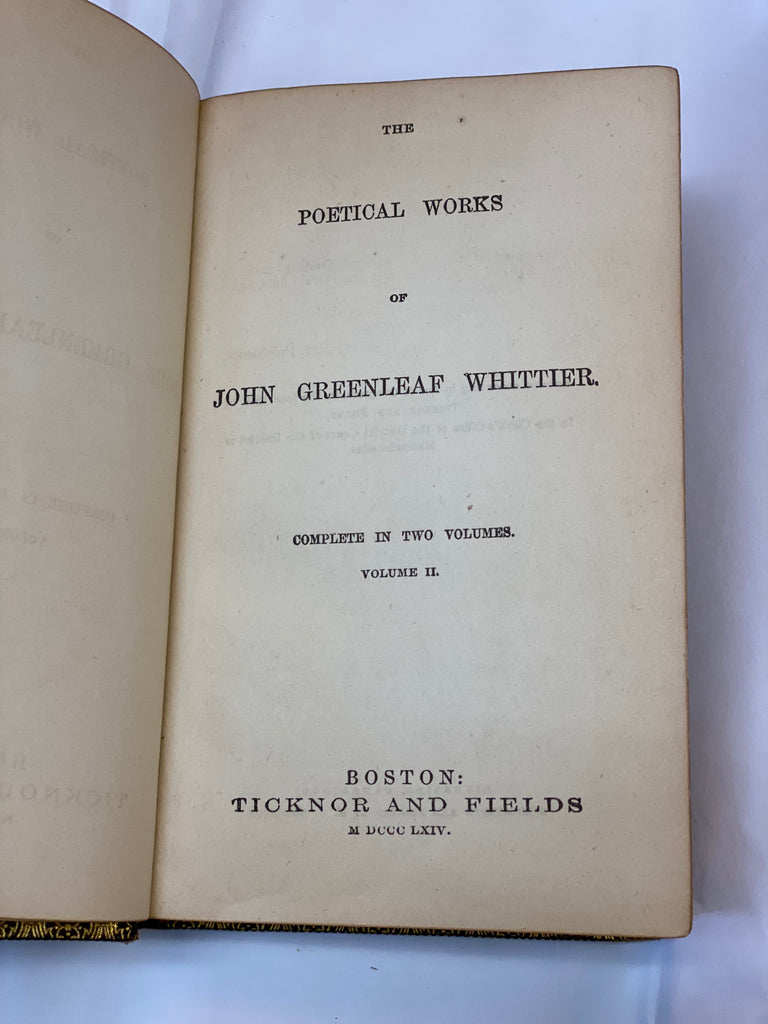 THE
POETICAL WORKS
OF
JOHN GREENLEAF WHITTIER.
COMPLETE IN TWO VOLUMES.
VOLUME II.
BOSTON:
TICKNOR AND FIELDS
M DCCC LXIV.